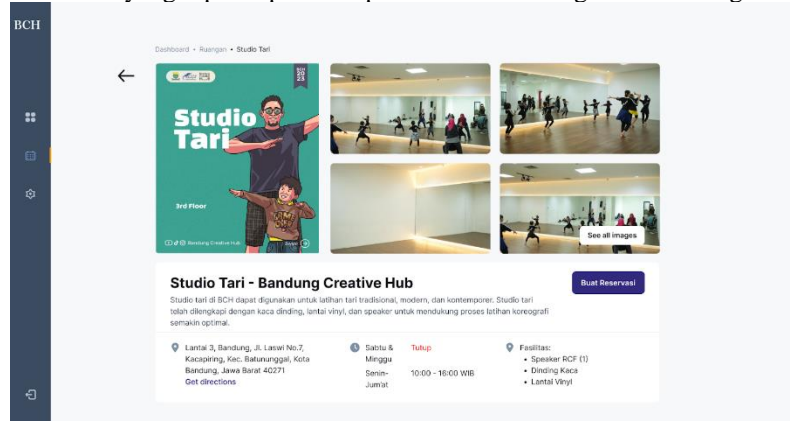 BCH
Dashboard • Ruangan • Studio Tari
BCH
20
23
Studio
Tari
3rd Floor
Bandung Creative Hub
See all images
Studio Tari - Bandung Creative Hub
Buat Reservasi
Studio tari di BCH dapat digunakan untuk latihan tari tradisional, modern, dan kontemporer. Studio tari
telah dilengkapi dengan kaca dinding, lantai vinyl, dan speaker untuk mendukung proses latihan koreografi
semakin optimal.
Lantai 3, Bandung, Jl. Laswi No.7,
Kacapiring, Kec. Batununggal, Kota
Bandung, Jawa Barat 40271
Get directions
Sabtu & Tutup
Minggu
Senin- 10:00 - 16:00 WIB
Jum'at
Fasilitas:
• Speaker RCF (1)
• Dinding Kaca
• Lantai Vinyl